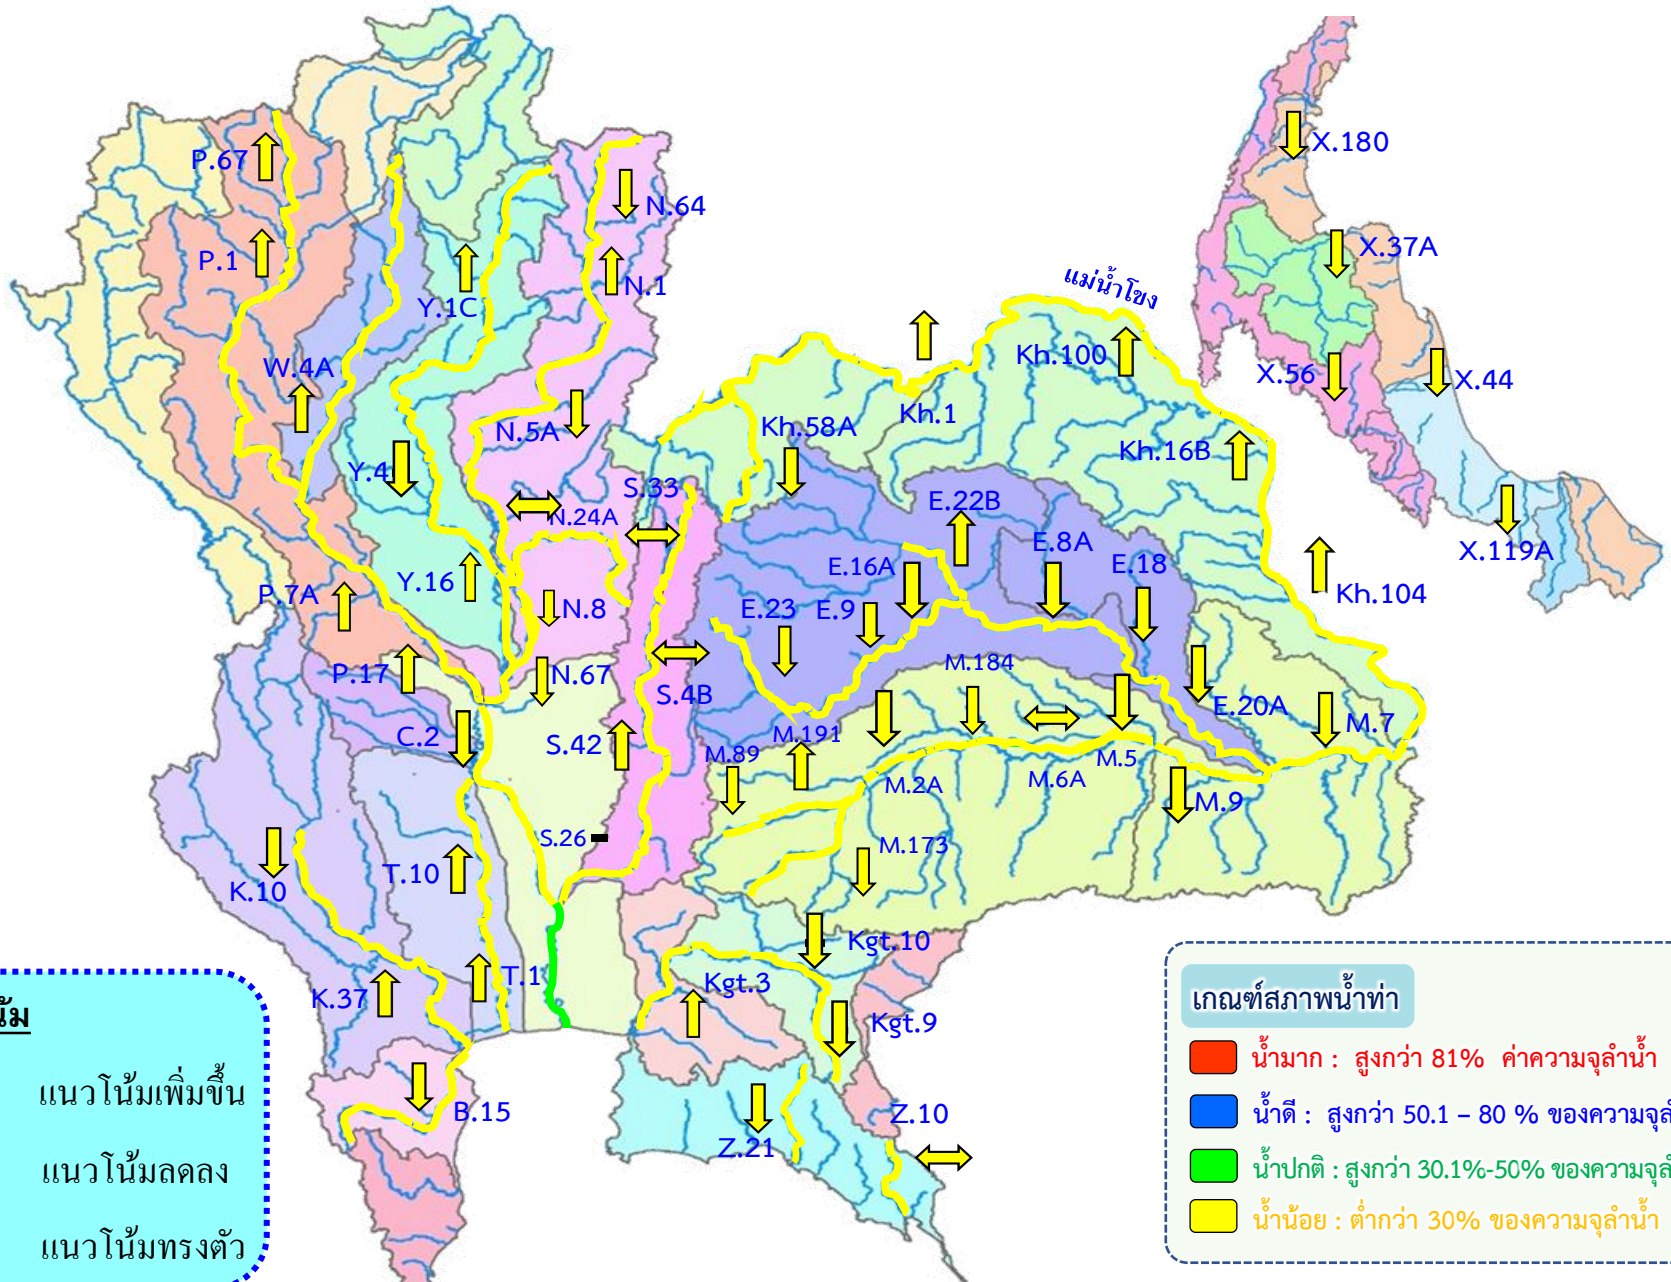 X.180
P.67
N.64
P.1
X.37A
Y.1C
N.1
แม่น้ำโขง
Kh.100
W.4A
X.56
X.44
Kh.1
N.5A
Kh.58A
Kh.16B
Y.4
S.33
N.24A
E.22B
E.8A
X.119A
E.16A
E.18
Y.16
P.7A
N.8
E.23
E.9
Kh.104
M.184
P.17
N.67
S.4B
E.20A
M.7
C.2
S.42
M.191
M.89
M.2A
M.6A
M.5
M.9
S.26
M.173
T.10
K.10
Kgt.10
T.1
Kgt.3
K.37
Kgt.9
B.15
Z.10
Z.21
แนวโน้มเพิ่มขึ้น
แนวโน้มลดลง
แนวโน้มทรงตัว
เกณฑ์สภาพน้ำท่า
น้ำมาก : สูงกว่า 81% ค่าความจุลำน้ำ
น้ำดี : สูงกว่า 50.1 – 80 % ของความจุลำ
น้ำปกติ : สูงกว่า 30.1%-50% ของความจุลำ
น้ำน้อย : ต่ำกว่า 30% ของความจุลำน้ำ